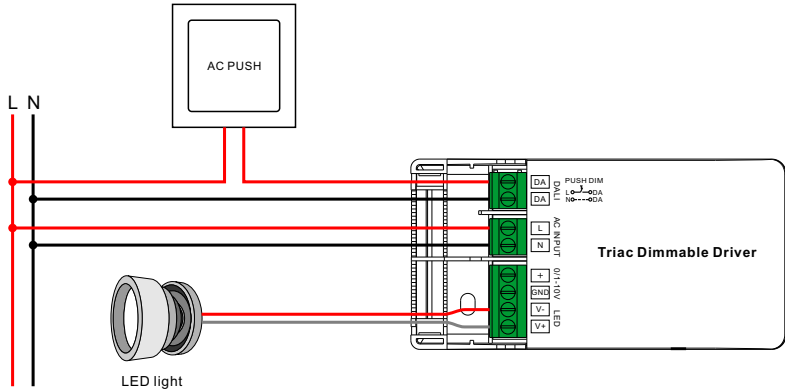 AC PUSH
L N
DA
DA
DALI
PUSH DIM
L DA
N DA
L
N
AC INPUT
Triac Dimmable Driver
+
GND
0/1-10V
V-
V+
LED
LED light